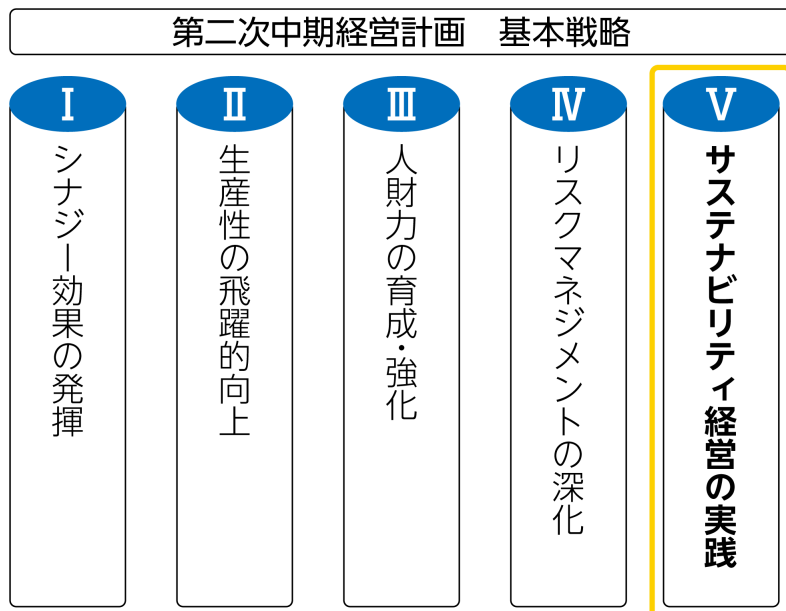 第二次中期経営計画　基本戦略
Ⅰ
シナジー効果の発揮
Ⅱ
生産性の飛躍的向上
Ⅲ
人財力の育成・強化
Ⅳ
リスクマネジメントの深化
Ⅴ
サステナビリティ経営の実践